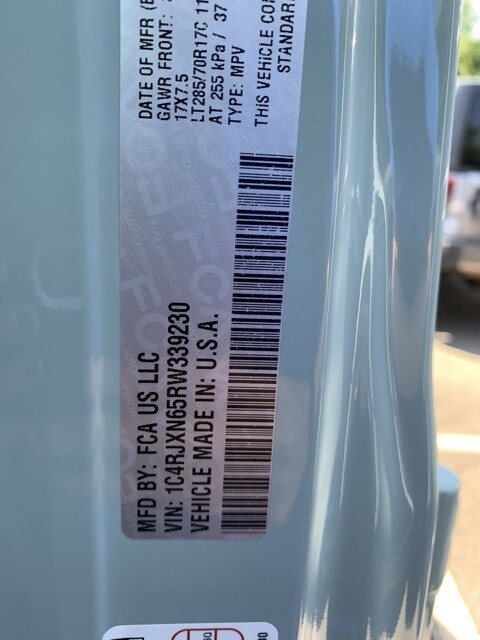 MFD BY: FCA US LLC
VIN: 1C4RJXN65RW339230
VEHICLE MADE IN: U.S.A.
DATE OF MFR
GAWR FRONT:
17X7.5
LT285/70R17C 11
AT 255 kPa / 37
TYPE: MPV
THIS VEHICLE
STANDAR